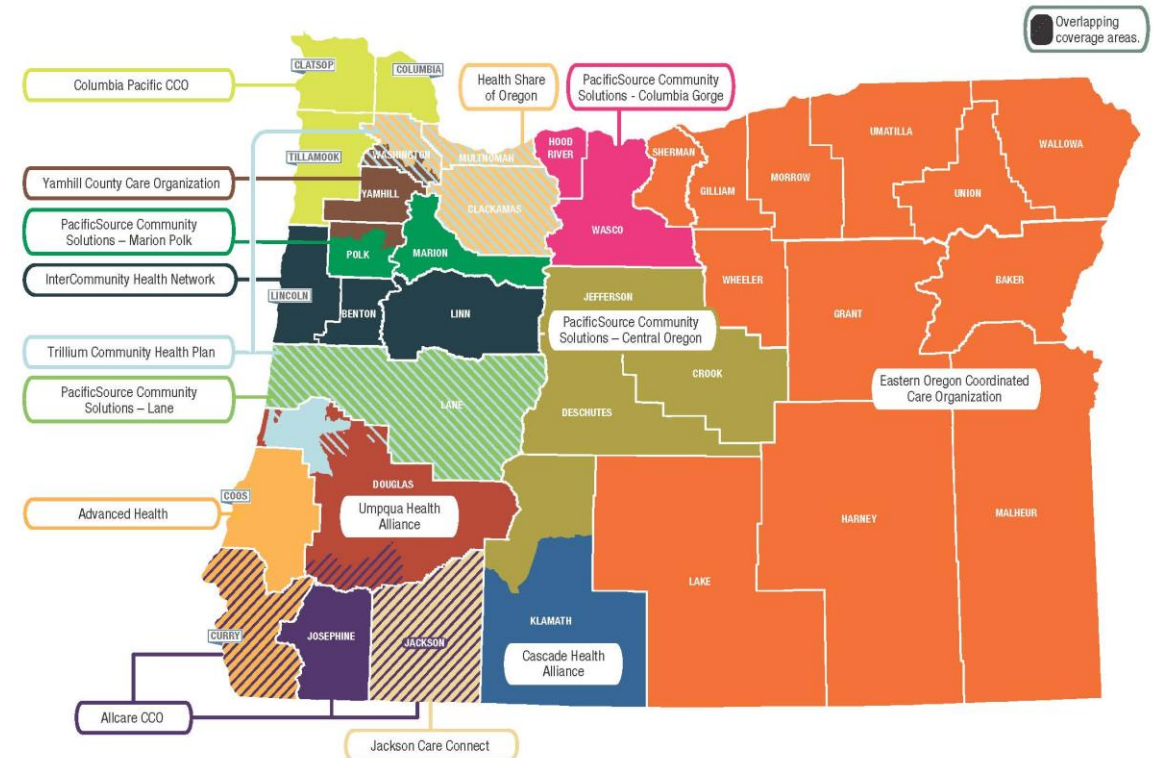 Overlapping
coverage areas.
CLATSOP
COLUMBIA
Columbia Pacific CCO
Health Share
of Oregon
PacificSource Community
Solutions - Columbia Gorge
TILLAMOOK
WASHINGTON
MULTNOMAH
HOOD
RIVER
SHERMAN
GILLIAM
MORROW
UMATILLA
UNION
WALLOWA
Yamhill County Care Organization
YAMHILL
CLACKAMAS
WASCO
PacificSource Community
Solutions – Marion Polk
POLK
MARION
WHEELER
GRANT
BAKER
InterCommunity Health Network
LINCOLN
BENTON
LINN
JEFFERSON
PacificSource Community
Solutions – Central Oregon
Trillium Community Health Plan
PacificSource Community
Solutions – Lane
LANE
CROOK
DESCHUTES
Eastern Oregon Coordinated
Care Organization
COOS
Advanced Health
DOUGLAS
Umpqua Health
Alliance
HARNEY
MALHEUR
LAKE
CURRY
JOSEPHINE
JACKSON
KLAMATH
Cascade Health
Alliance
Allcare CCO
Jackson Care Connect